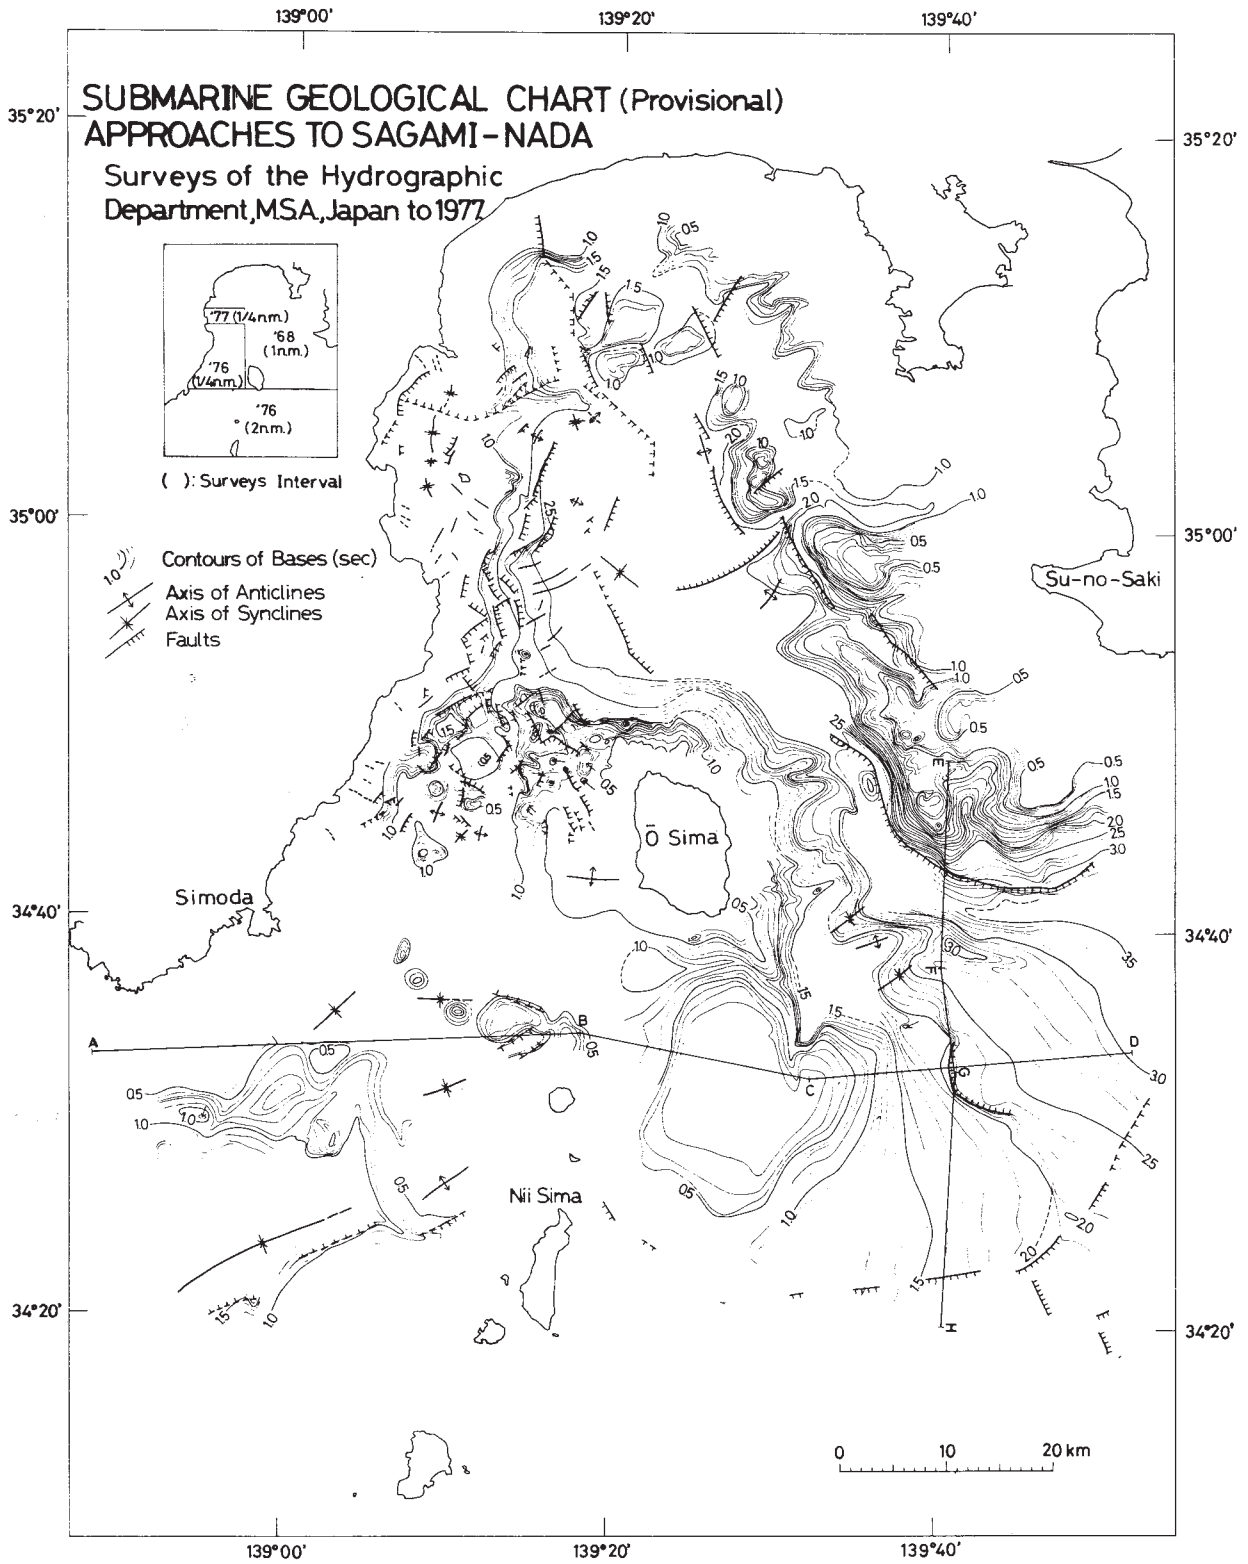 139°00' 139°20' 139°40'
SUBMARINE GEOLOGICAL CHART (Provisional)
APPROACHES TO SAGAMI-NADA
Surveys of the Hydrographic
Department, M.S.A., Japan to 1977
35°20' 35°20'
'77 (1/4n.m.)
'68
(1n.m.)
'76
(1/4n.m.)
'76
(2n.m.)
( ): Surveys Interval
35°00' 35°00'
1.0 Contours of Bases (sec)
Axis of Anticlines
Axis of Synclines
Faults
Su-no-Saki
Ō Sima
Simoda
34°40' 34°40'
A B C D
E F G H
Nii Sima
34°20' 34°20'
0 10 20 km
139°00' 139°20' 139°40'